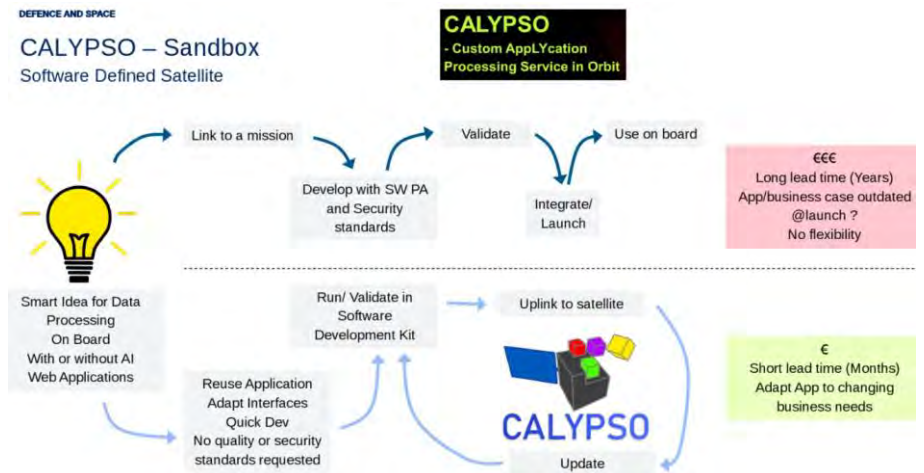 DEFENCE AND SPACE
CALYPSO – Sandbox
Software Defined Satellite
CALYPSO
- Custom AppLYcation
Processing Service in Orbit
Link to a mission
Develop with SW PA
and Security
standards
Validate
Integrate/
Launch
Use on board
€€€
Long lead time (Years)
App/business case outdated
@launch ?
No flexibility
Smart Idea for Data
Processing
On Board
With or without AI
Web Applications
Reuse Application
Adapt Interfaces
Quick Dev
No quality or security
standards requested
Run/ Validate in
Software
Development Kit
Uplink to satellite
CALYPSO
Update
€
Short lead time (Months)
Adapt App to changing
business needs